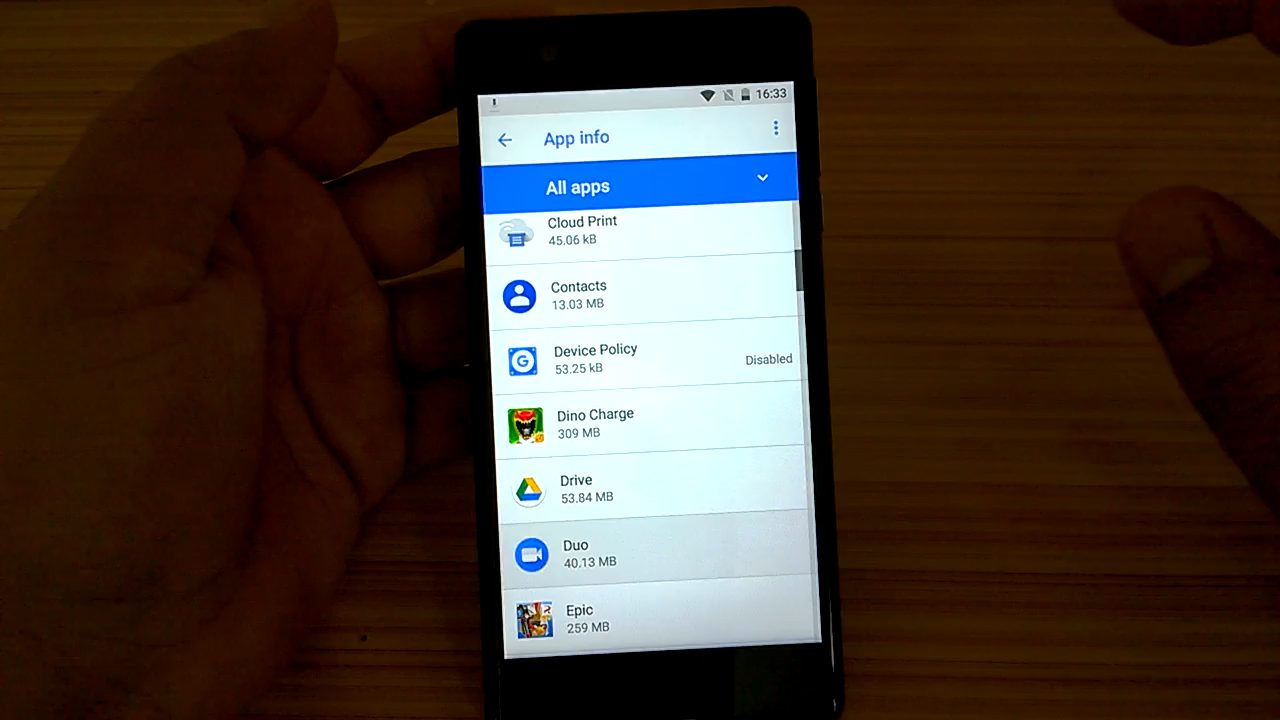 16:33
App info
All apps
Cloud Print
45.06 kB
Contacts
13.03 MB
Device Policy
53.25 kB
Disabled
G
Dino Charge
309 MB
Drive
53.84 MB
Duo
40.13 MB
Epic
259 MB